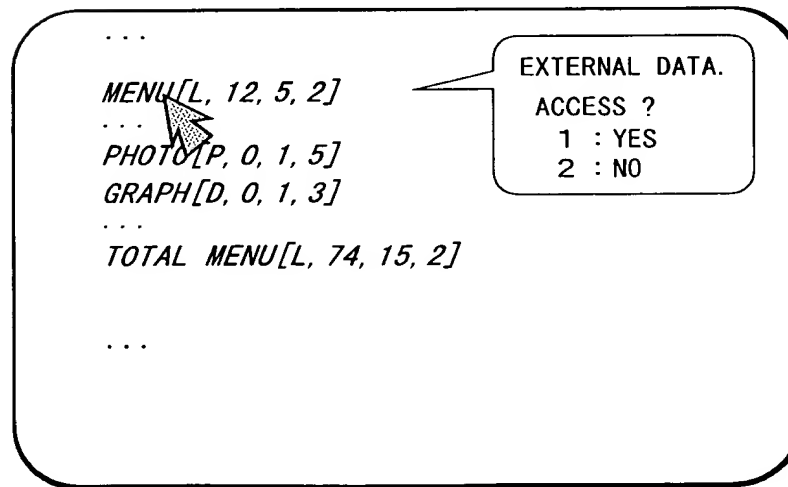 ...
MENU[L, 12, 5, 2]
...
PHOTO[P, 0, 1, 5]
GRAPH[D, 0, 1, 3]
...
TOTAL MENU[L, 74, 15, 2]
...
EXTERNAL DATA.
ACCESS ?
1 : YES
2 : NO